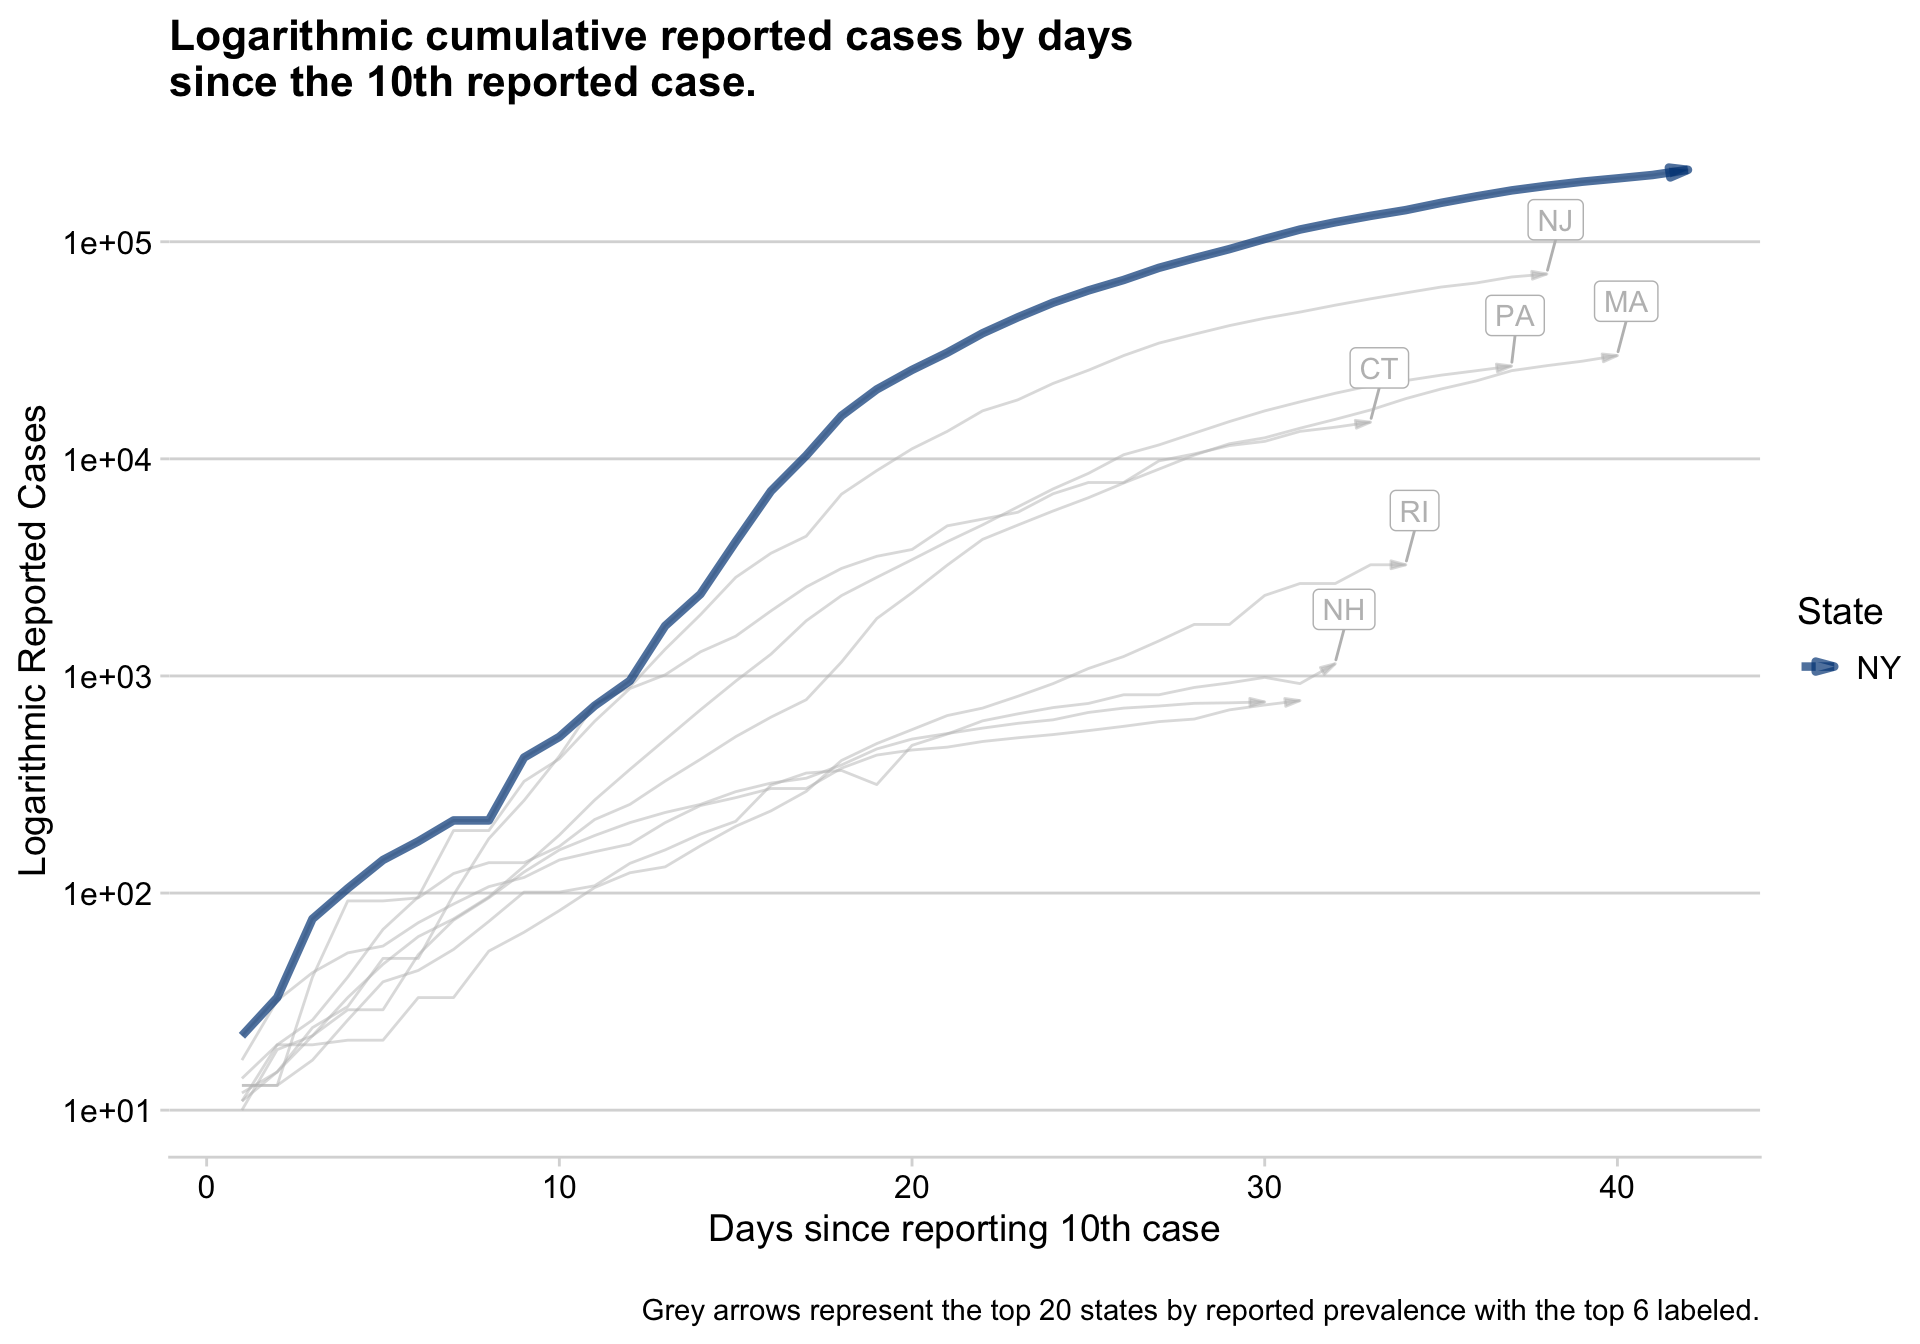 Logarithmic cumulative reported cases by days
since the 10th reported case.
Logarithmic Reported Cases
1e+05
1e+04
1e+03
1e+02
1e+01
NJ
MA
PA
CT
RI
NH
State
NY
0 10 20 30 40
Days since reporting 10th case
Grey arrows represent the top 20 states by reported prevalence with the top 6 labeled.